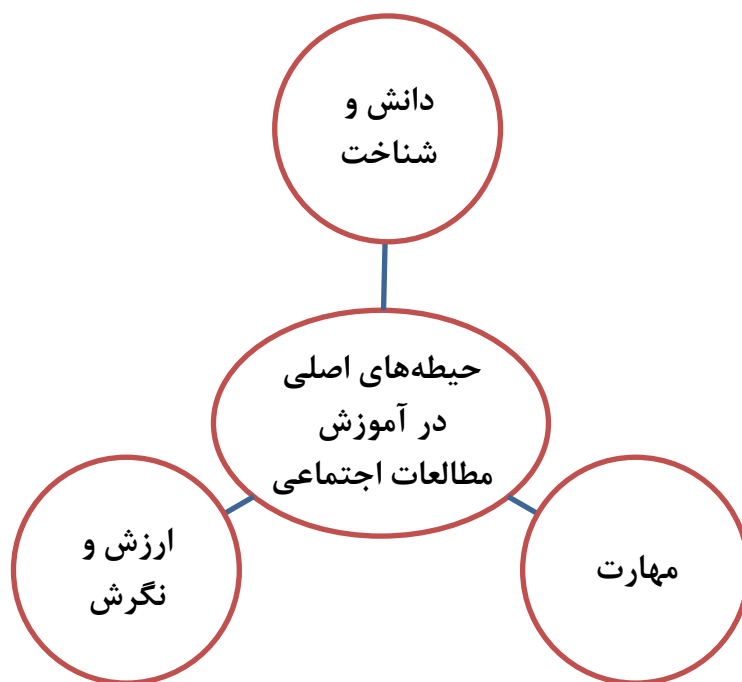 دانش و
شناخت
حیطه‌های اصلی
در آموزش
مطالعات اجتماعی
ارزش و
نگرش
مهارت